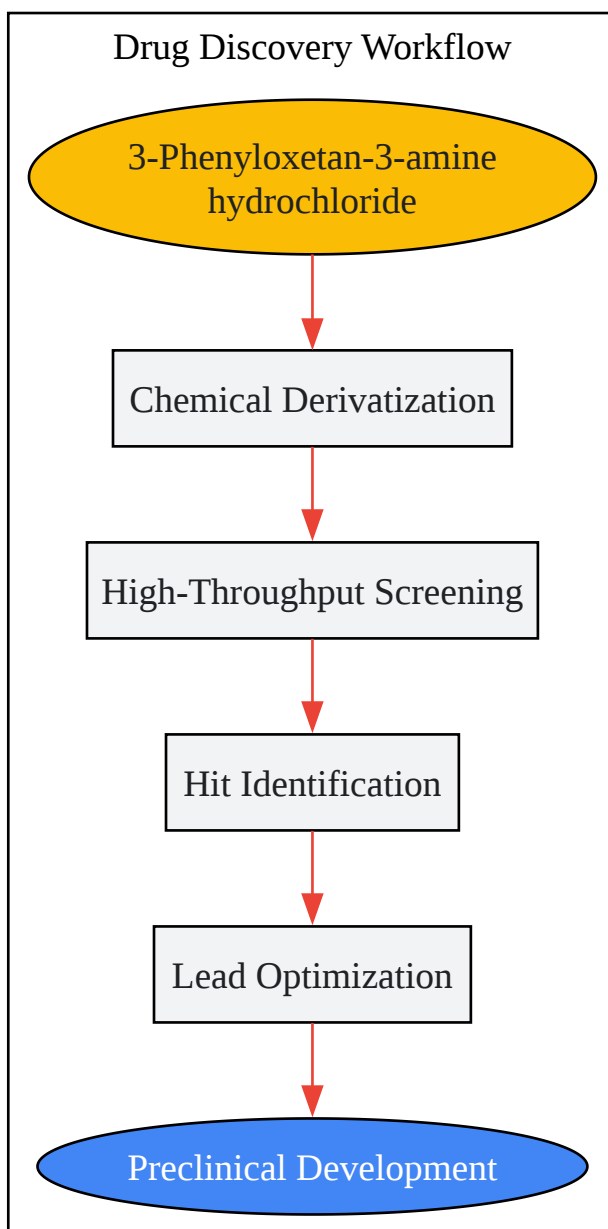 Drug Discovery Workflow
3-Phenyloxetan-3-amine
hydrochloride
Chemical Derivatization
High-Throughput Screening
Hit Identification
Lead Optimization
Preclinical Development